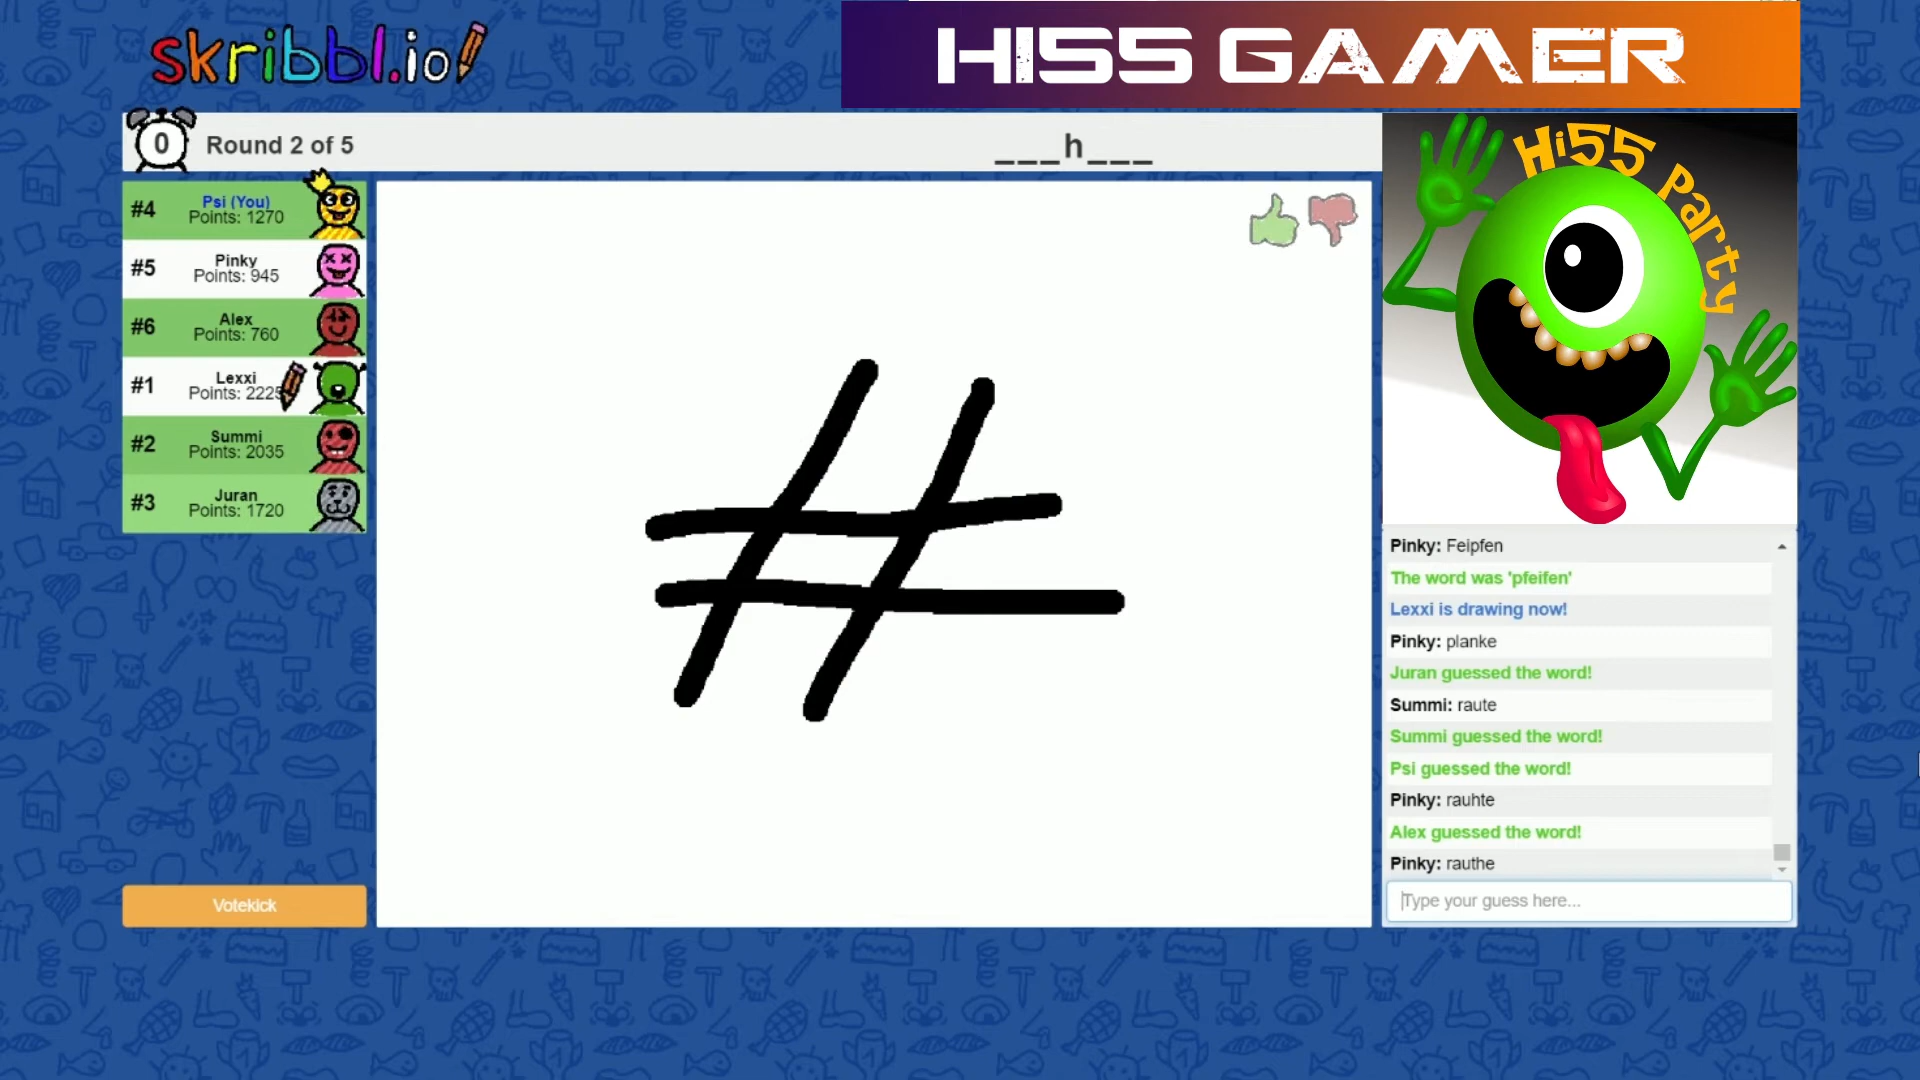 skribbl.io
HI55 GAMER
0
Round 2 of 5
___h___
Hi55 Party
#4
Psi (You)
Points: 1270
#5
Pinky
Points: 945
#6
Alex
Points: 760
#1
Lexxi
Points: 2225
#2
Summi
Points: 2035
#3
Juran
Points: 1720
#
Pinky: Feipfen
The word was 'pfeifen'
Lexxi is drawing now!
Pinky: planke
Juran guessed the word!
Summi: raute
Summi guessed the word!
Psi guessed the word!
Pinky: rauhte
Alex guessed the word!
Pinky: rauthe
Type your guess here...
Votekick